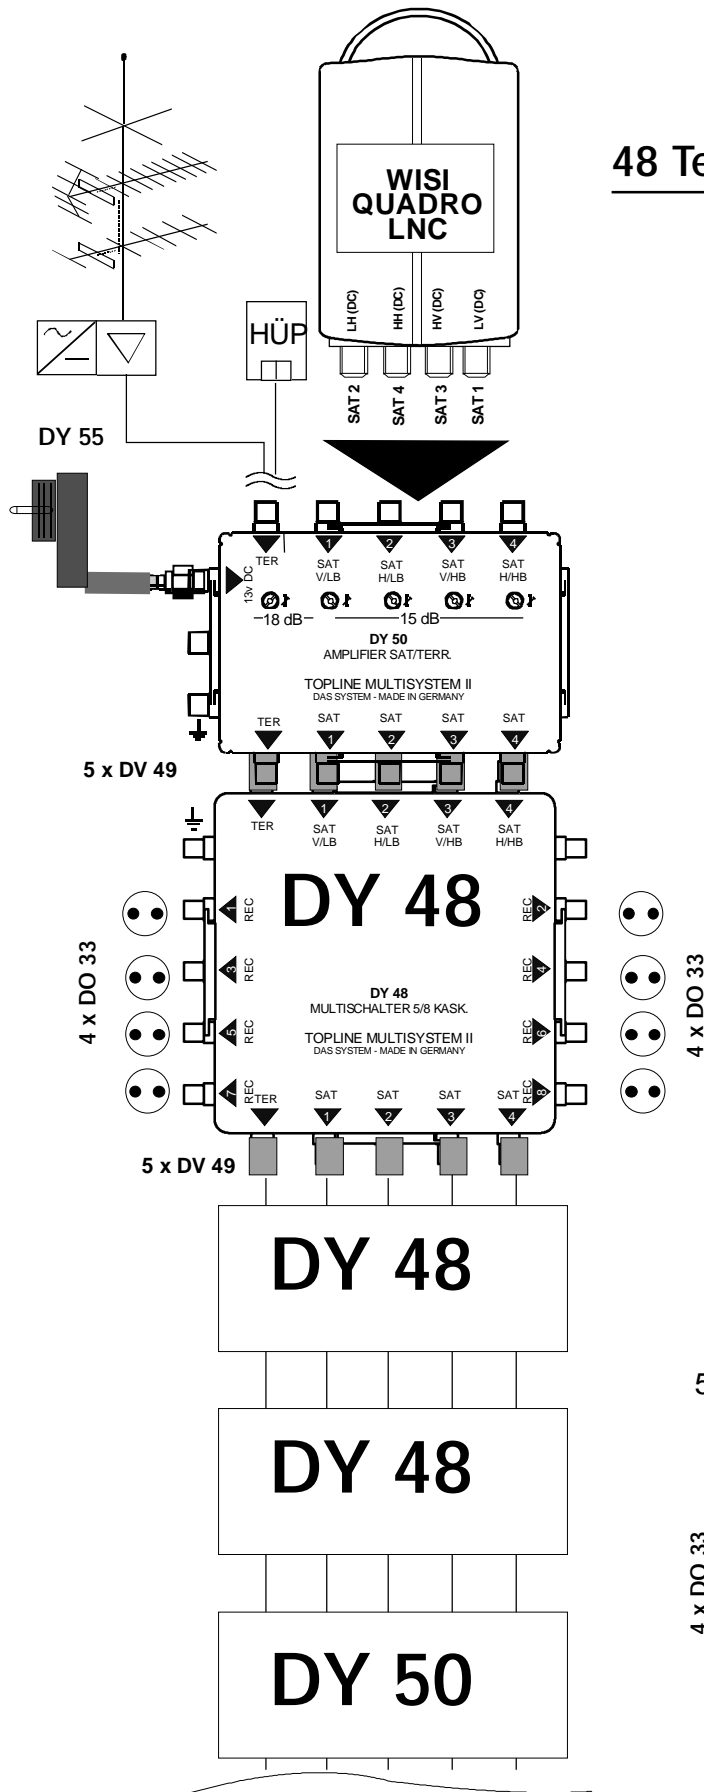 48 Te
WISI
QUADRO
LNC
LH (DC)
HH (DC)
HV (DC)
LV (DC)
SAT 2
SAT 4
SAT 3
SAT 1
HÜP
DY 55
TER
1
2
3
4
SAT
V/LB
SAT
H/LB
SAT
V/HB
SAT
H/HB
13v DC
18 dB
15 dB
DY 50
AMPLIFIER SAT/TERR.
TOPLINE MULTISYSTEM II
DAS SYSTEM - MADE IN GERMANY
TER
SAT
SAT
SAT
SAT
1
2
3
4
5 x DV 49
TER
1
2
3
4
SAT
V/LB
SAT
H/LB
SAT
V/HB
SAT
H/HB
DY 48
1
REC
REC
2
3
REC
REC
4
5
REC
REC
6
7
REC
REC
8
4 x DO 33
4 x DO 33
DY 48
MULTISCHALTER 5/8 KASK.
TOPLINE MULTISYSTEM II
DAS SYSTEM - MADE IN GERMANY
TER
SAT
SAT
SAT
SAT
1
2
3
4
5 x DV 49
DY 48
5
DY 48
4 x DO 33
DY 50